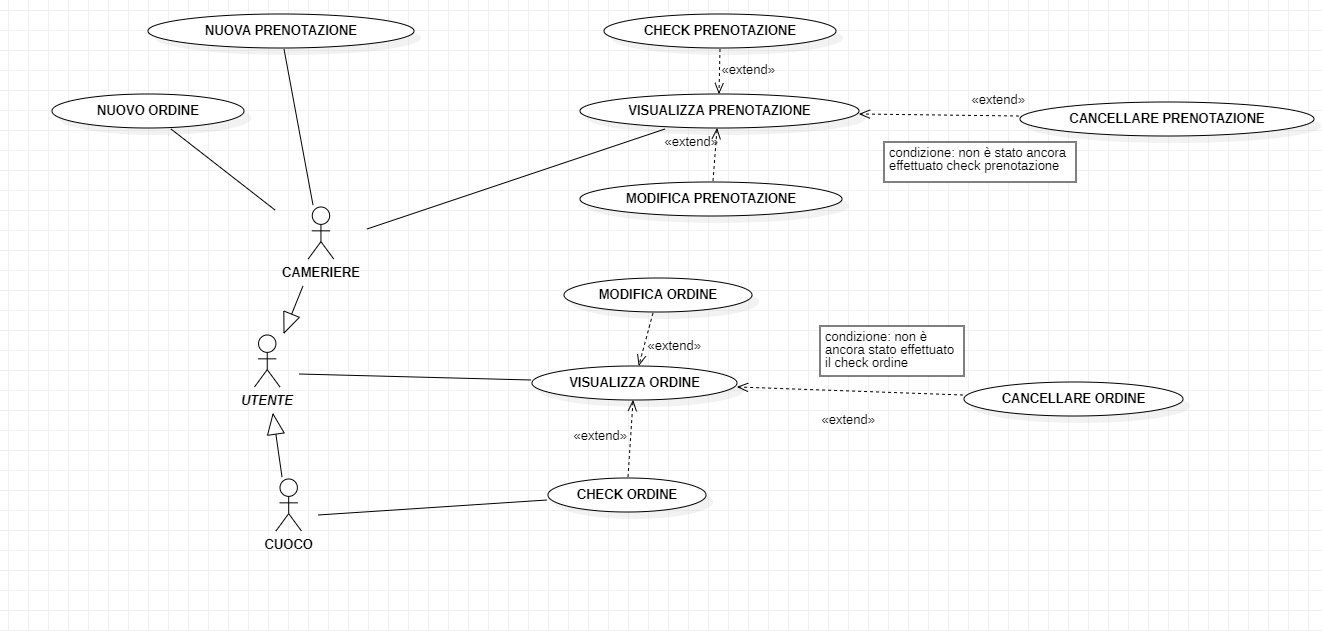 NUOVA PRENOTAZIONE
CHECK PRENOTAZIONE
«extend»
NUOVO ORDINE
VISUALIZZA PRENOTAZIONE
«extend»
CANCELLARE PRENOTAZIONE
«extend»
condizione: non è stato ancora
effettuato check prenotazione
MODIFICA PRENOTAZIONE
CAMERIERE
MODIFICA ORDINE
«extend»
condizione: non è
ancora stato effettuato
il check ordine
UTENTE
VISUALIZZA ORDINE
CANCELLARE ORDINE
«extend»
«extend»
CHECK ORDINE
CUOCO